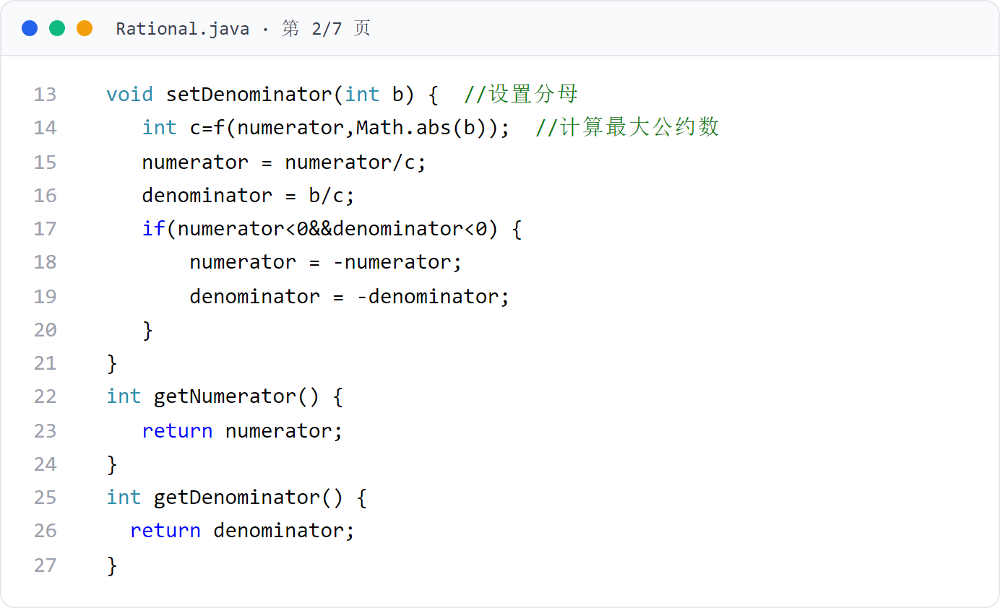 Rational.java · 第 2/7 页
13 void setDenominator(int b) { //设置分母
14 int c=f(numerator,Math.abs(b)); //计算最大公约数
15 numerator = numerator/c;
16 denominator = b/c;
17 if(numerator<0&&denominator<0) {
18 numerator = -numerator;
19 denominator = -denominator;
20 }
21 }
22 int getNumerator() {
23 return numerator;
24 }
25 int getDenominator() {
26 return denominator;
27 }